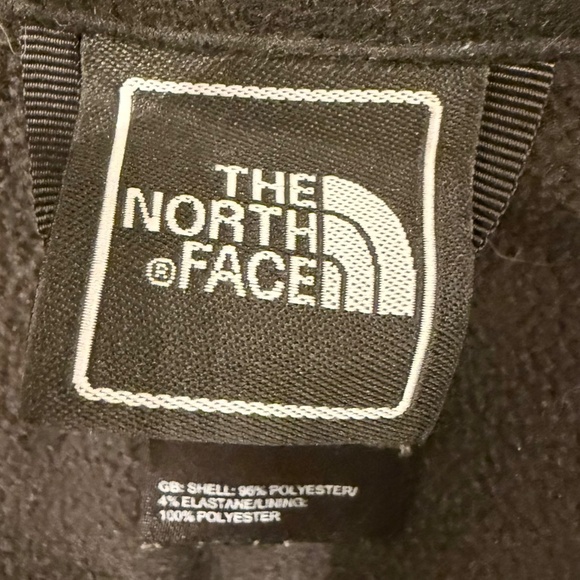 THE
NORTH
® FACE
GB: SHELL: 96% POLYESTER/
4% ELASTANE/LINING:
100% POLYESTER